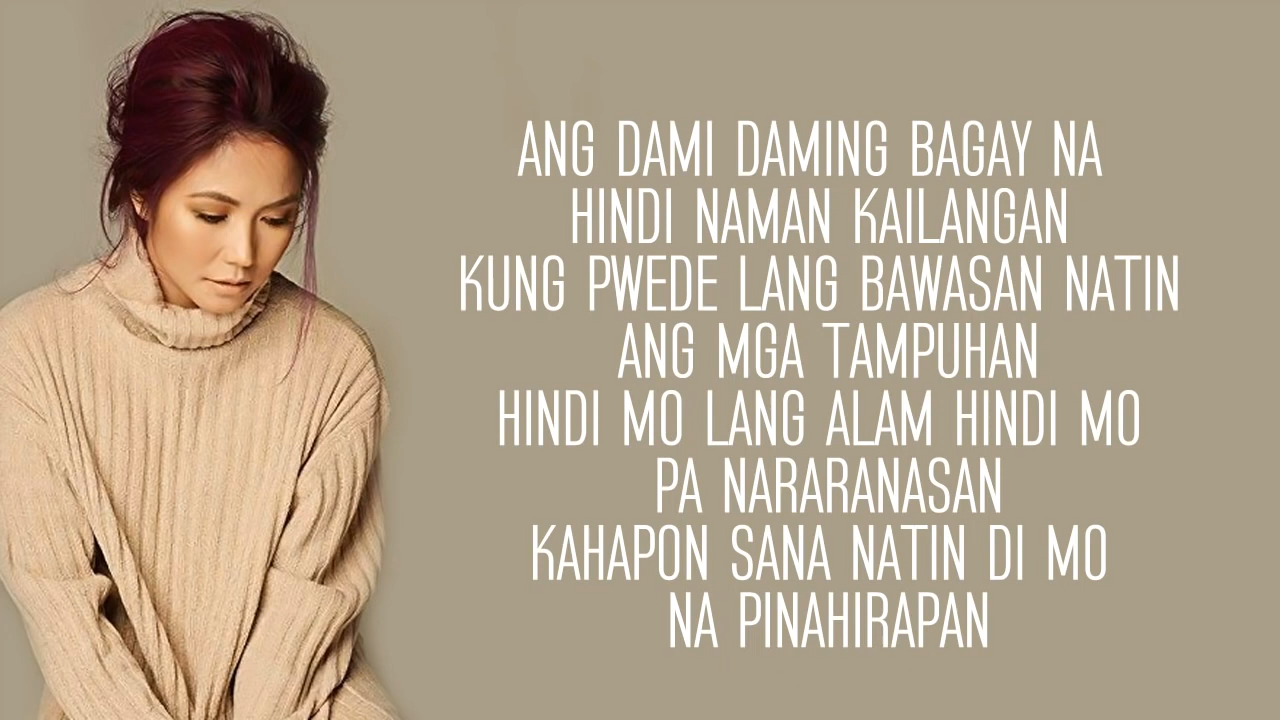 ANG DAMI DAMING BAGAY NA
HINDI NAMAN KAILANGAN
KUNG PWEDE LANG BAWASAN NATIN
ANG MGA TAMPUHAN
HINDI MO LANG ALAM HINDI MO
PA NARARANASAN
KAHAPON SANA NATIN DI MO
NA PINAHIRAPAN